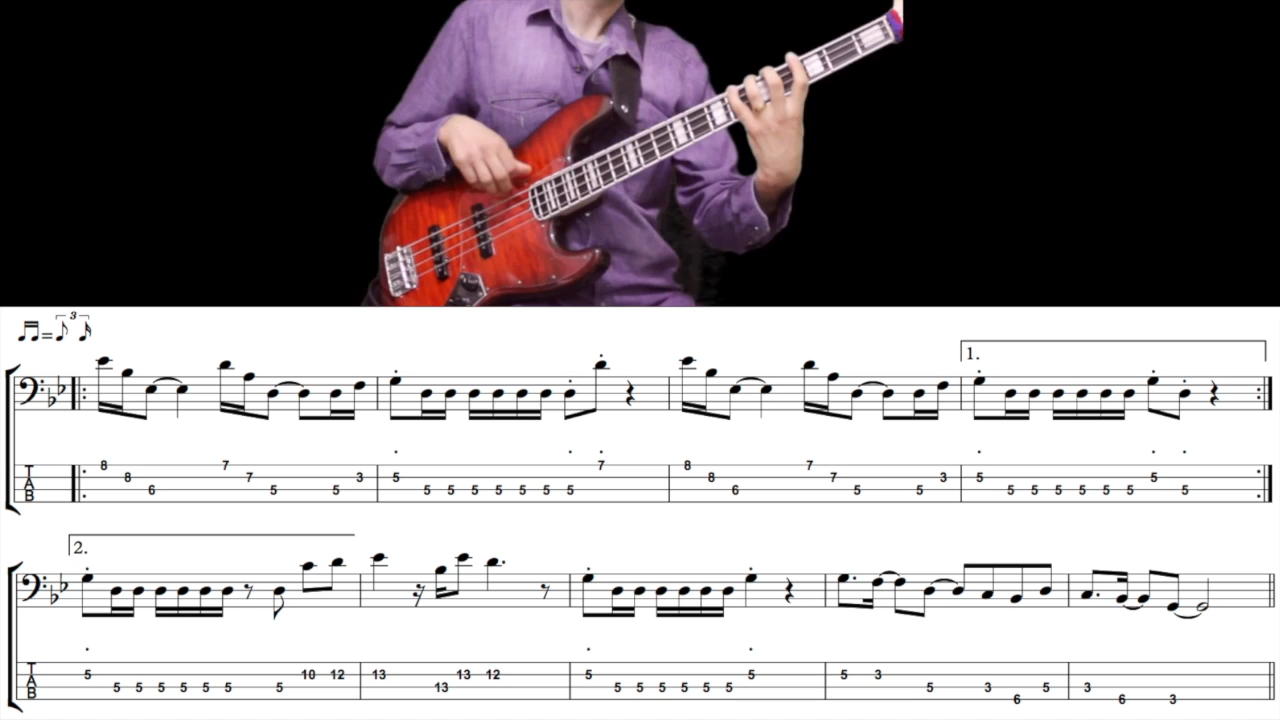 = 3
1.
T 8 7 7 8 7
A 8 7 3 5 8 7 3 5 5
B 6 5 5 5 5 5 5 5 5 5 6 5 5 5 5 5 5 5 5 5
2.
T
A 5 10 12 13 13 12 5 5 5 3
B 5 5 5 5 5 5 5 13 5 5 5 5 5 5 5 3 5 3
6 6 3